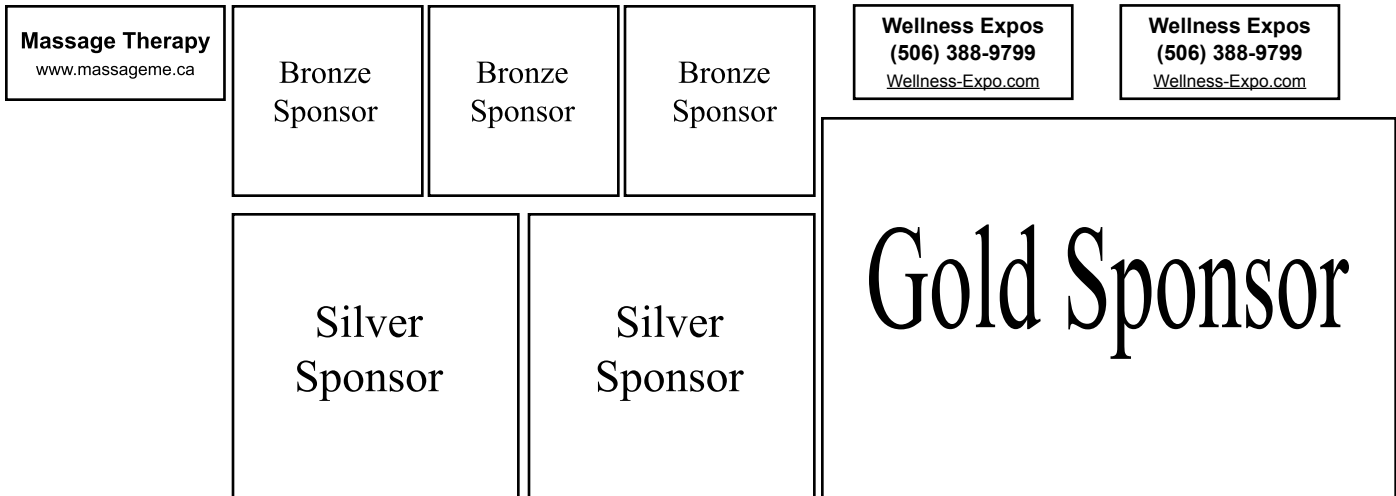 Massage Therapy
www.massageme.ca
Bronze
Sponsor
Bronze
Sponsor
Bronze
Sponsor
Wellness Expos
(506) 388-9799
Wellness-Expo.com
Wellness Expos
(506) 388-9799
Wellness-Expo.com
Silver
Sponsor
Silver
Sponsor
Gold Sponsor